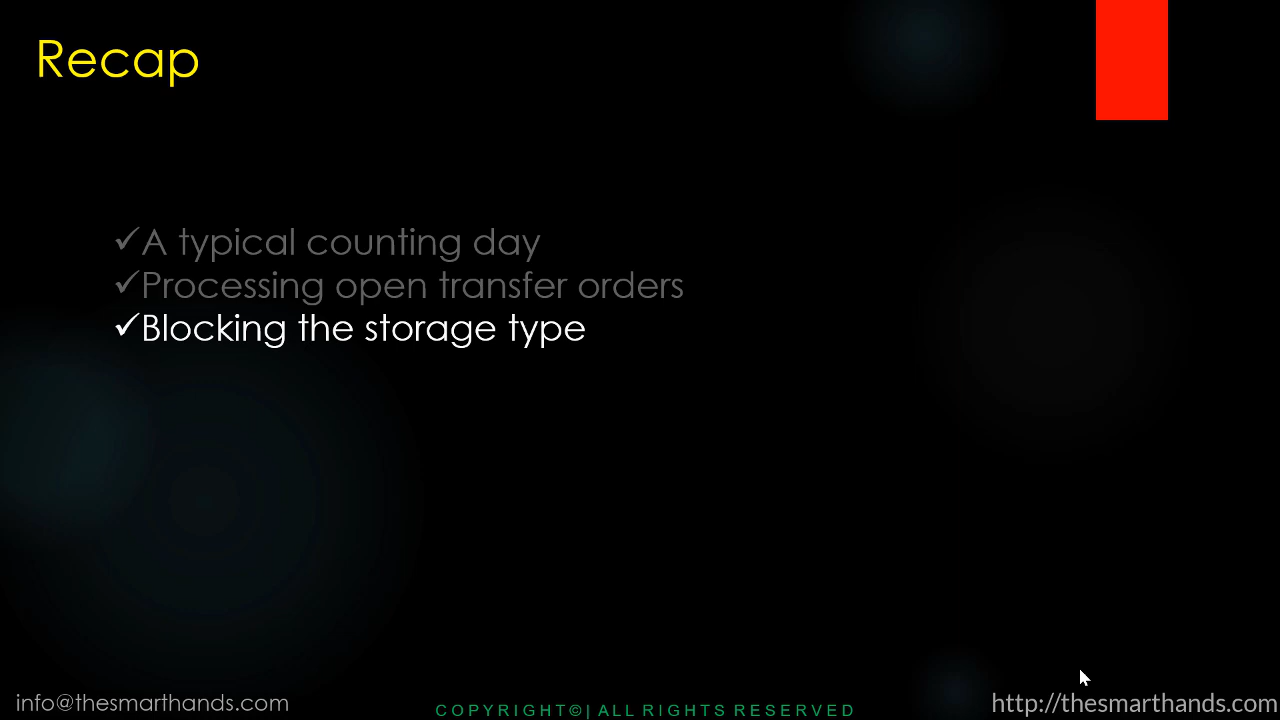 Recap
✓A typical counting day
✓Processing open transfer orders
✓Blocking the storage type
info@thesmarthands.com
COPYRIGHT©| ALL RIGHTS RESERVED
http://thesmarthands.com